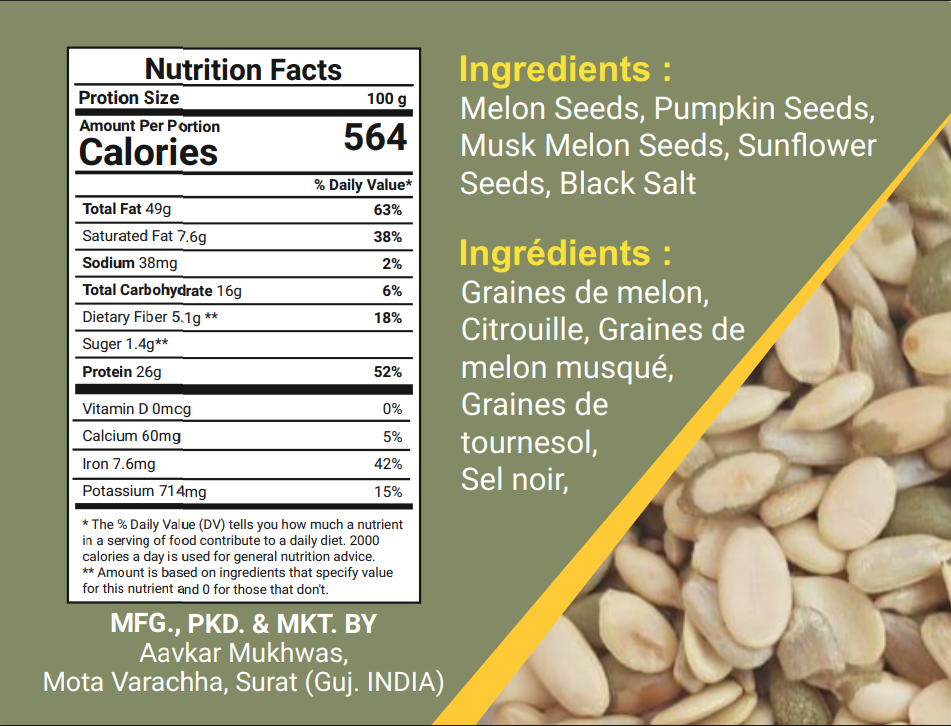 Nutrition Facts
Protion Size 100 g
Amount Per Portion
Calories 564
% Daily Value*
Total Fat 49g 63%
Saturated Fat 7.6g 38%
Sodium 38mg 2%
Total Carbohydrate 16g 6%
Dietary Fiber 5.1g ** 18%
Suger 1.4g**
Protein 26g 52%
Vitamin D 0mcg 0%
Calcium 60mg 5%
Iron 7.6mg 42%
Potassium 714mg 15%
* The % Daily Value (DV) tells you how much a nutrient
in a serving of food contribute to a daily diet. 2000
calories a day is used for general nutrition advice.
** Amount is based on ingredients that specify value
for this nutrient and 0 for those that don't.
MFG., PKD. & MKT. BY
Aavkar Mukhwas,
Mota Varachha, Surat (Guj. INDIA)
Ingredients :
Melon Seeds, Pumpkin Seeds,
Musk Melon Seeds, Sunflower
Seeds, Black Salt
Ingrédients :
Graines de melon,
Citrouille, Graines de
melon musqué,
Graines de
tournesol,
Sel noir,